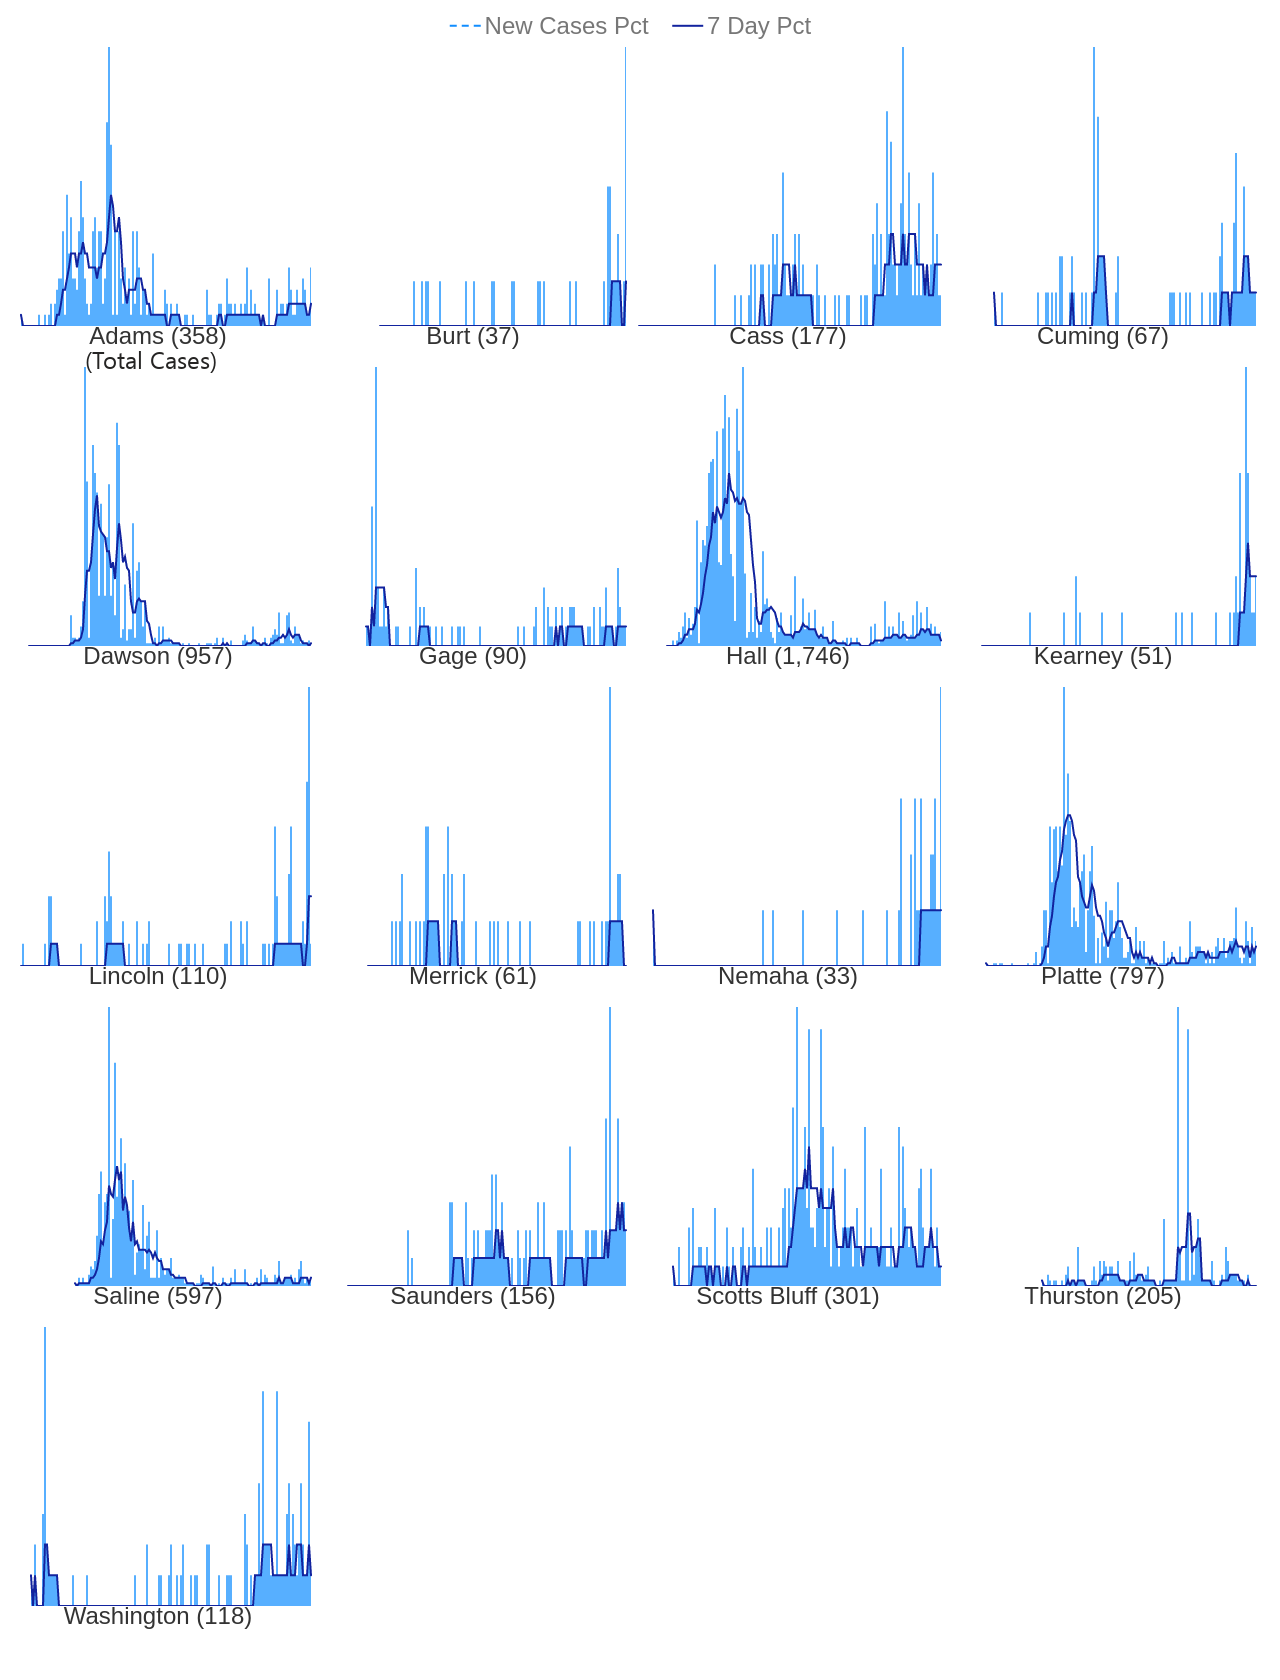 New Cases Pct 7 Day Pct
Adams (358)
(Total Cases)
Burt (37)
Cass (177)
Cuming (67)
Dawson (957)
Gage (90)
Hall (1,746)
Kearney (51)
Lincoln (110)
Merrick (61)
Nemaha (33)
Platte (797)
Saline (597)
Saunders (156)
Scotts Bluff (301)
Thurston (205)
Washington (118)